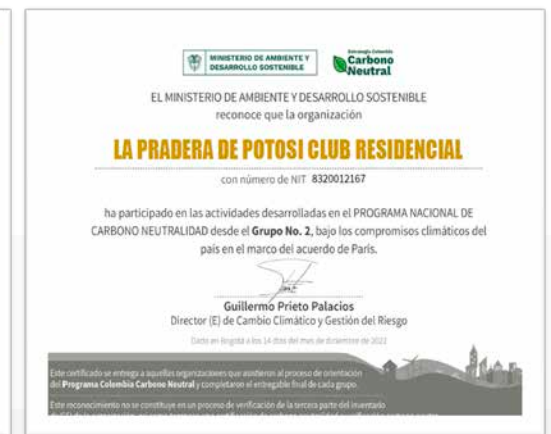 MINISTERIO DE AMBIENTE Y
DESARROLLO SOSTENIBLE
Estrategia Colombia
Carbono
Neutral
EL MINISTERIO DE AMBIENTE Y DESARROLLO SOSTENIBLE
reconoce que la organización
LA PRADERA DE POTOSI CLUB RESIDENCIAL
con número de NIT 8320012167
ha participado en las actividades desarrolladas en el PROGRAMA NACIONAL DE
CARBONO NEUTRALIDAD desde el Grupo No. 2, bajo los compromisos climáticos del
país en el marco del acuerdo de París.
Guillermo Prieto Palacios
Director (E) de Cambio Climático y Gestión del Riesgo
Dado en Bogotá a los 14 días del mes de diciembre de
Este certificado se entrega a aquellas organizaciones que asistieron al proceso de orientación
del Programa Colombia Carbono Neutral y completaron el entregable final de cada grupo.
Este reconocimiento no se constituye en un proceso de verificación de la tercera parte del inventario